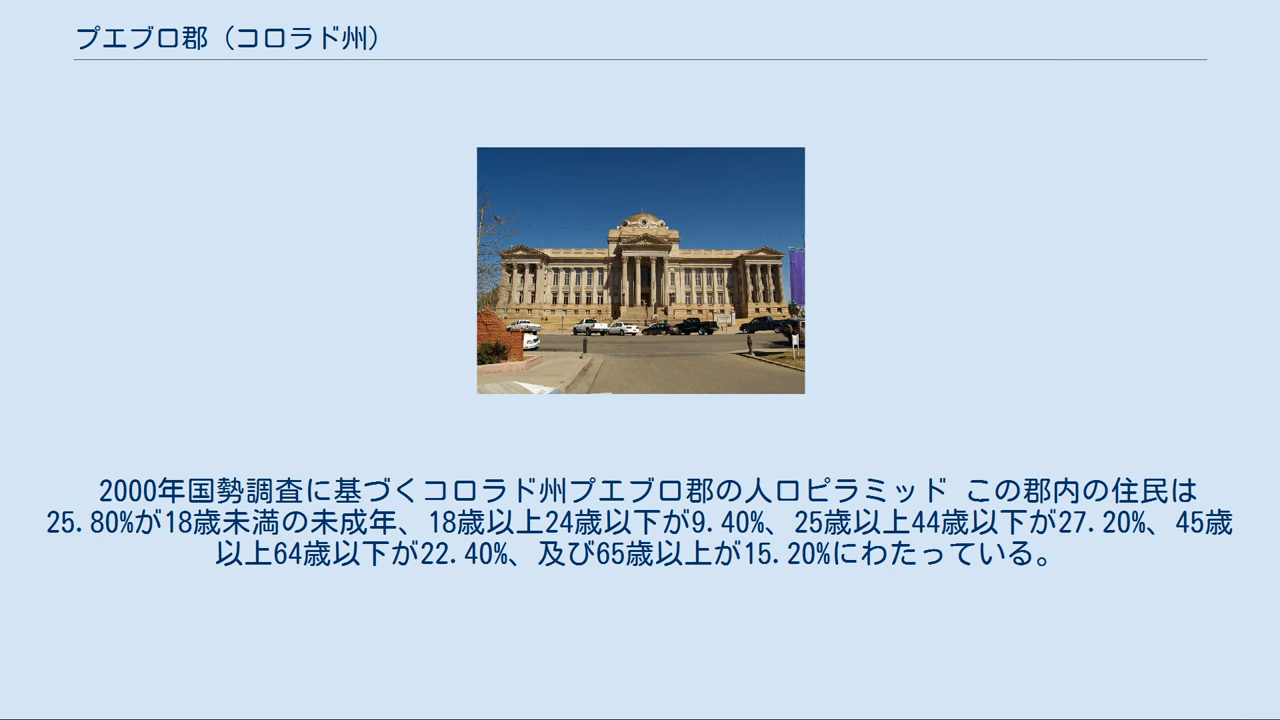 プエブロ郡（コロラド州）
2000年国勢調査に基づくコロラド州プエブロ郡の人口ピラミッド この郡内の住民は
25.80%が18歳未満の未成年、18歳以上24歳以下が9.40%、25歳以上44歳以下が27.20%、45歳
以上64歳以下が22.40%、及び65歳以上が15.20%にわたっている。